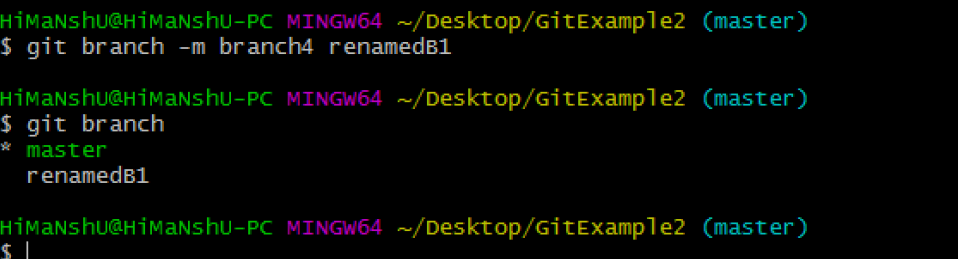 HiMaNshU@HiMaNshU-PC MINGW64 ~/Desktop/GitExample2 (master)
$ git branch -m branch4 renamedB1
HiMaNshU@HiMaNshU-PC MINGW64 ~/Desktop/GitExample2 (master)
$ git branch
* master
  renamedB1
HiMaNshU@HiMaNshU-PC MINGW64 ~/Desktop/GitExample2 (master)
$